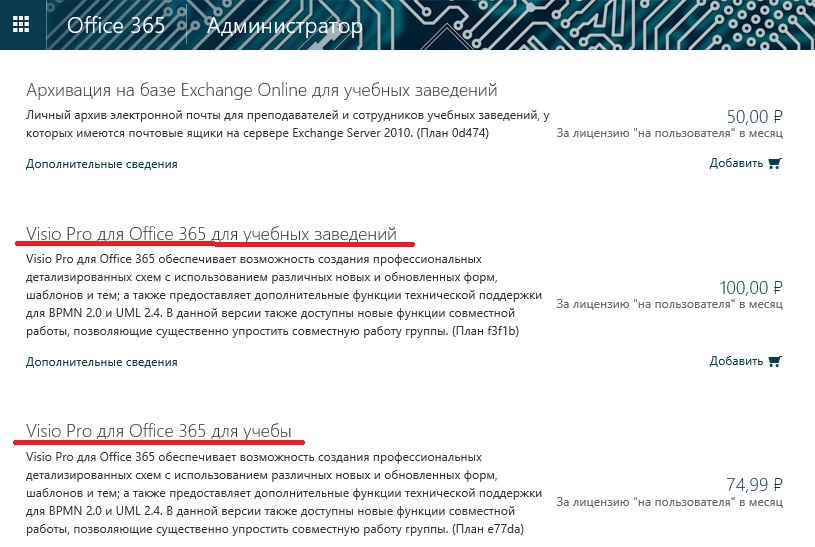 Office 365 Администратор
Архивация на базе Exchange Online для учебных заведений
Личный архив электронной почты для преподавателей и сотрудников учебных заведений, у
которых имеются почтовые ящики на сервере Exchange Server 2010. (План 0d474)
50,00 ₽
За лицензию "на пользователя" в месяц
Дополнительные сведения
Добавить
Visio Pro для Office 365 для учебных заведений
Visio Pro для Office 365 обеспечивает возможность создания профессиональных
детализированных схем с использованием различных новых и обновленных форм,
шаблонов и тем; а также предоставляет дополнительные функции технической поддержки
для BPMN 2.0 и UML 2.4. В данной версии также доступны новые функции совместной
работы, позволяющие существенно упростить совместную работу группы. (План f3f1b)
100,00 ₽
За лицензию "на пользователя" в месяц
Дополнительные сведения
Добавить
Visio Pro для Office 365 для учебы
Visio Pro для Office 365 обеспечивает возможность создания профессиональных
детализированных схем с использованием различных новых и обновленных форм,
шаблонов и тем; а также предоставляет дополнительные функции технической поддержки
для BPMN 2.0 и UML 2.4. В данной версии также доступны новые функции совместной
работы, позволяющие существенно упростить совместную работу группы. (План e77da)
74,99 ₽
За лицензию "на пользователя" в месяц